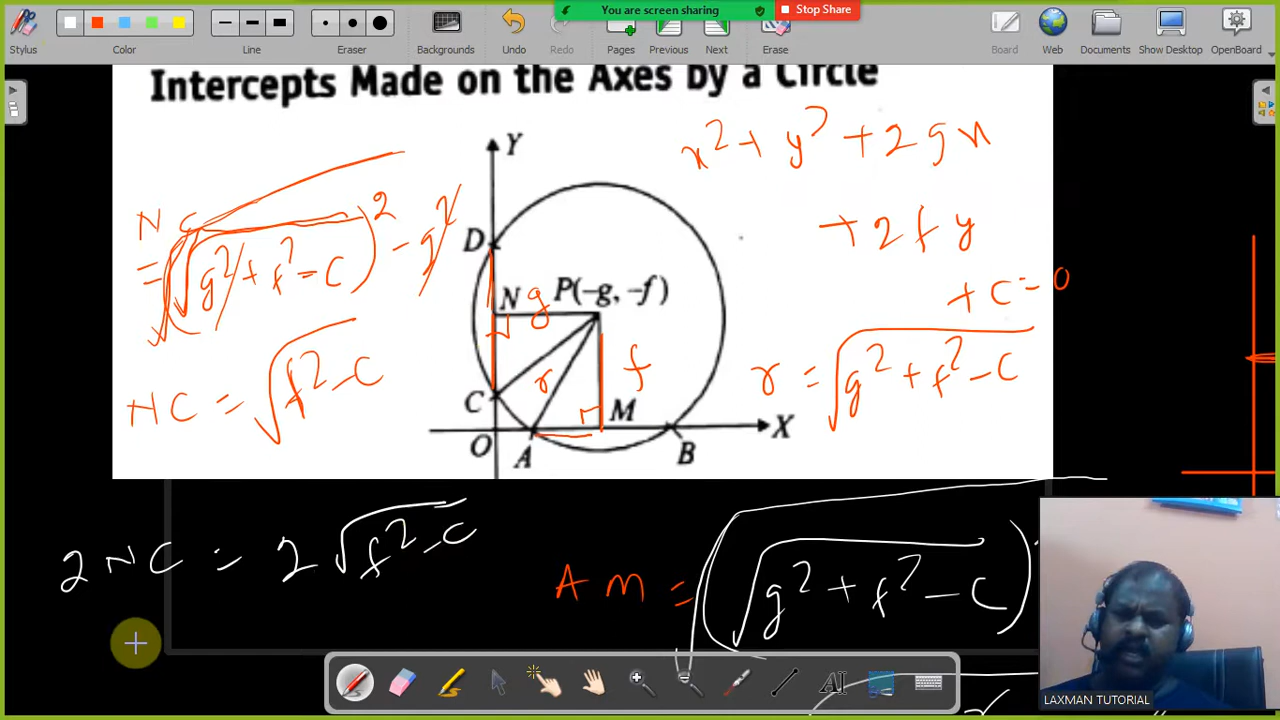 You are screen sharing
Stop Share
Stylus
Color
Line
Eraser
Backgrounds
Undo
Redo
Pages
Previous
Next
Erase
Board
Web
Documents
Show Desktop
OpenBoard
Intercepts Made on the Axes by a Circle
x² + y² + 2gx
+ 2fy
+ c = 0
r = √(g² + f² - c)
NC
= √((√(g² + f² - c))² - g²)
NC = √(f² - c)
Y
D
N
g
P(–g, –f)
r
f
C
M
X
O
A
B
2NC = 2√(f² - c)
AM = √((√(g² + f² - c))
LAXMAN TUTORIAL